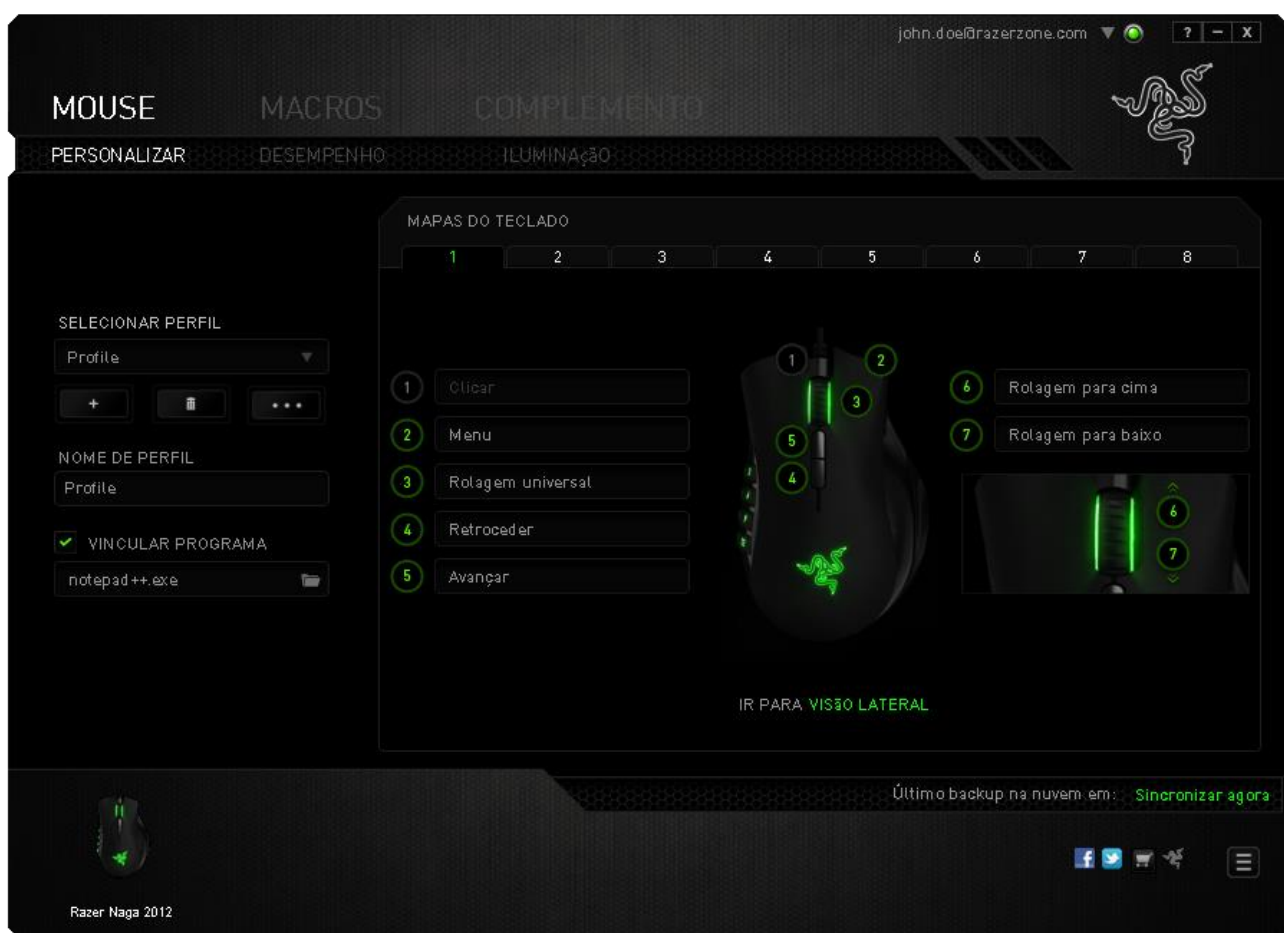 john.doe@razerzone.com
? – X
MOUSE MACROS COMPLEMENTO
PERSONALIZAR DESEMPENHO ILUMINAçãO
MAPAS DO TECLADO
1 2 3 4 5 6 7 8
SELECIONAR PERFIL
Profile
+ •••
NOME DE PERFIL
Profile
VINCULAR PROGRAMA
notepad++.exe
1 Clicar
2 Menu
3 Rolagem universal
4 Retroceder
5 Avançar
1
2
3
5
4
6 Rolagem para cima
7 Rolagem para baixo
6
7
IR PARA VISãO LATERAL
Último backup na nuvem em: Sincronizar agora
Razer Naga 2012